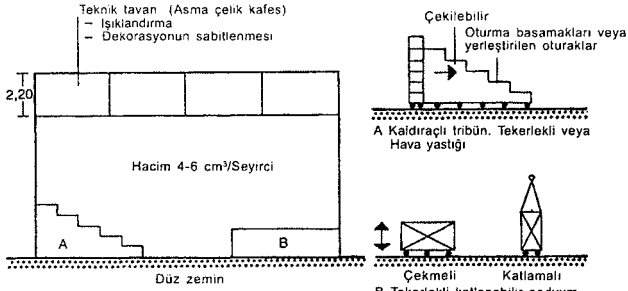 Teknik tavan (Asma çelik kafes)
– Işıklandırma
– Dekorasyonun sabitlenmesi
2,20
Hacim 4-6 cm³/Seyirci
A
B
Düz zemin
Çekilebilir
Oturma basamakları veya
yerleştirilen oturaklar
A Kaldıraçlı tribün. Tekerlekli veya
Hava yastığı
Çekmeli
Katlamalı
B Tekerlekli katlanabilir